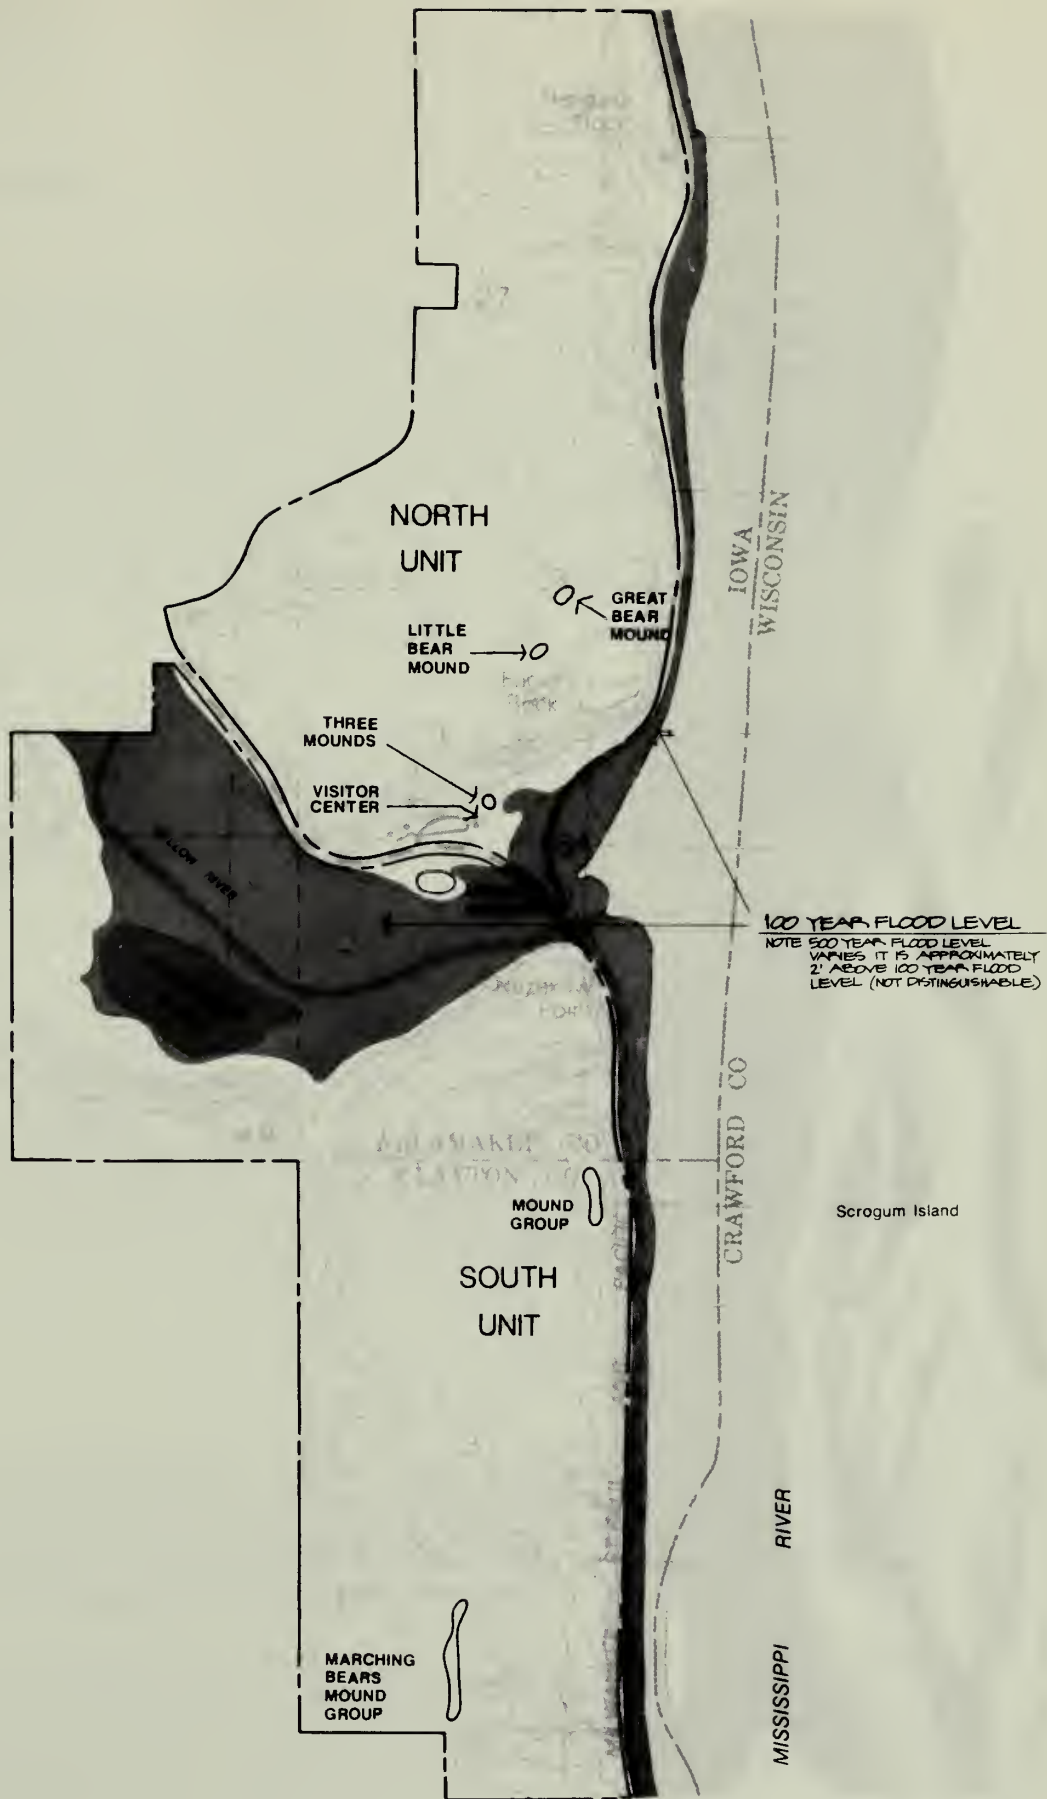 27
NORTH
UNIT
IOWA
WISCONSIN
GREAT
BEAR
MOUND
LITTLE
BEAR
MOUND
THREE
MOUNDS
VISITOR
CENTER
RIVER
100 YEAR FLOOD LEVEL
NOTE 500 YEAR FLOOD LEVEL
VARIES IT IS APPROXIMATELY
2' ABOVE 100 YEAR FLOOD
LEVEL (NOT DISTINGUISHABLE)
CRAWFORD CO
MOUND
GROUP
Scrogum Island
SOUTH
UNIT
MARCHING
BEARS
MOUND
GROUP
MISSISSIPPI RIVER